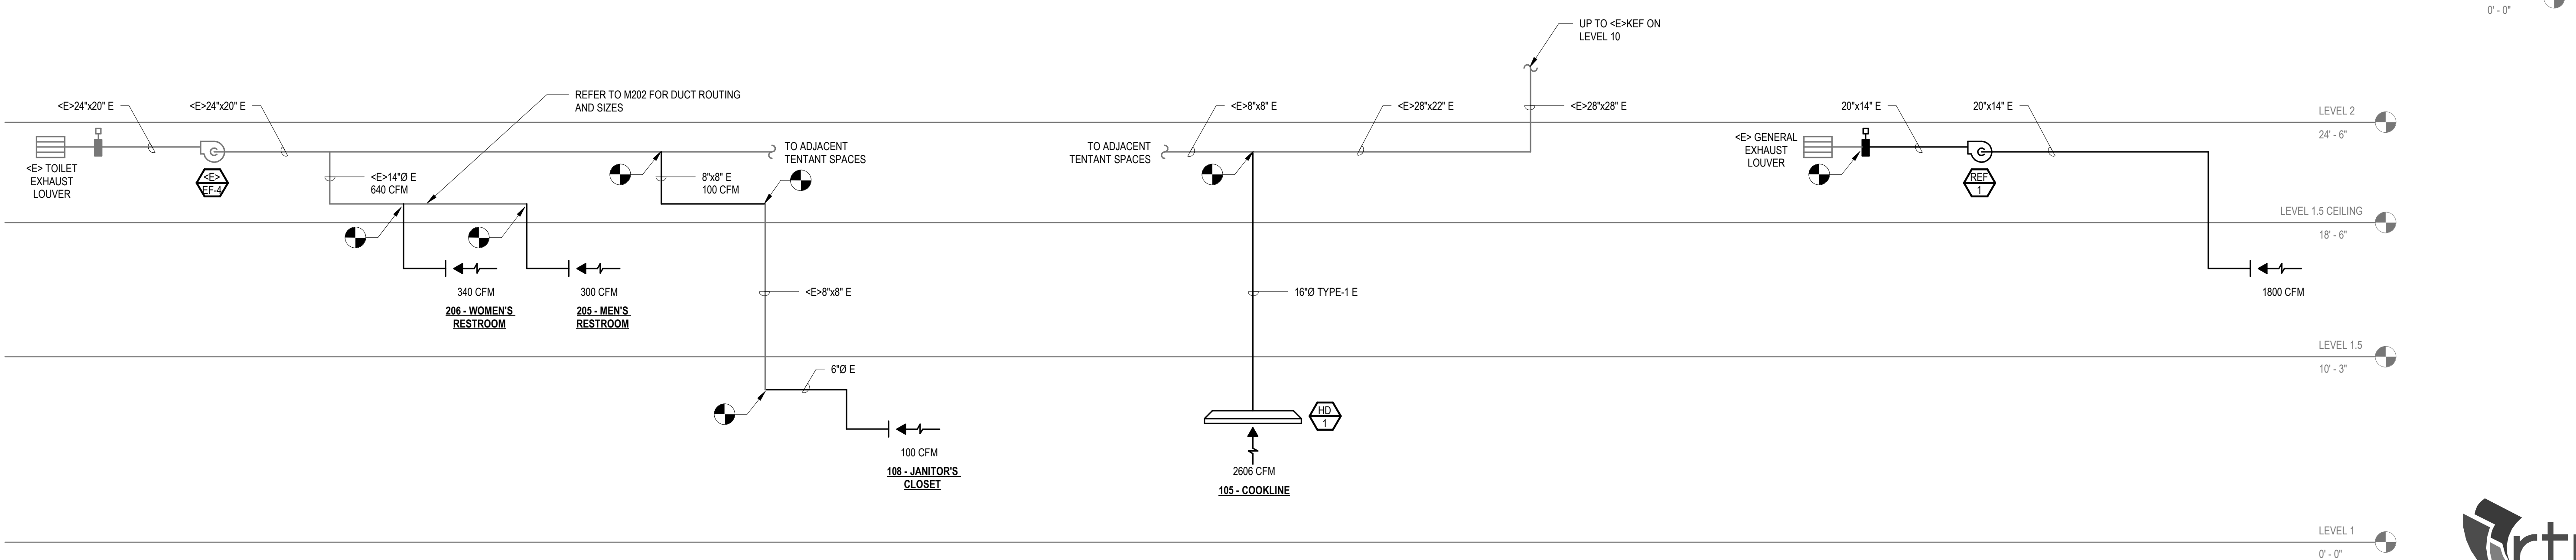 0' - 0"
UP TO <E>KEF ON
LEVEL 10
<E>24"x20" E
<E>24"x20" E
REFER TO M202 FOR DUCT ROUTING
AND SIZES
<E>8"x8" E
<E>28"x22" E
<E>28"x28" E
20"x14" E
20"x14" E
LEVEL 2
24' - 6"
<E> TOILET
EXHAUST
LOUVER
<E>
EF-4
<E>14"Ø E
640 CFM
8"x8" E
100 CFM
TO ADJACENT
TENTANT SPACES
TO ADJACENT
TENTANT SPACES
<E> GENERAL
EXHAUST
LOUVER
REF
1
LEVEL 1.5 CEILING
18' - 6"
340 CFM
206 - WOMEN'S
RESTROOM
300 CFM
205 - MEN'S
RESTROOM
<E>8"x8" E
16"Ø TYPE-1 E
1800 CFM
LEVEL 1.5
10' - 3"
6"Ø E
HD
1
100 CFM
108 - JANITOR'S
CLOSET
2606 CFM
105 - COOKLINE
LEVEL 1
0' - 0"